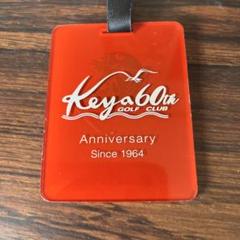 Keya 60th
GOLF CLUB
Anniversary
Since 1964